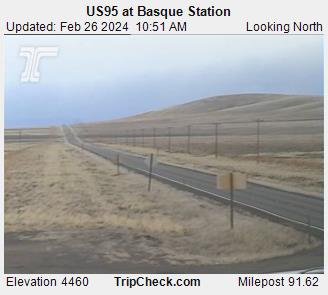 US95 at Basque Station
Updated: Feb 26 2024 10:51 AM Looking North
Elevation 4460 TripCheck.com Milepost 91.62